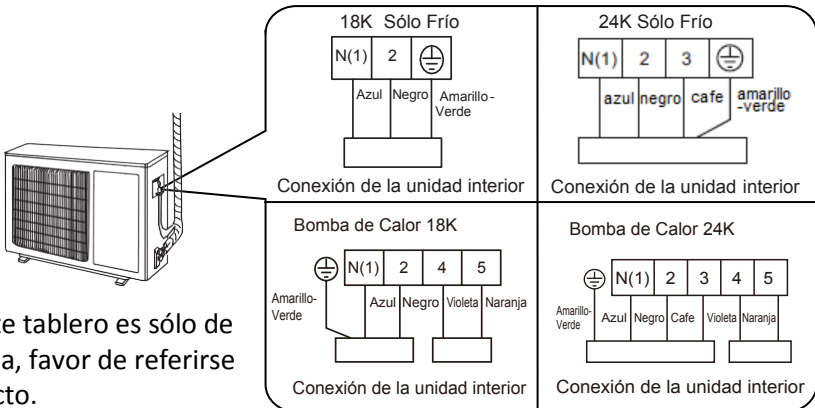 18K Sólo Frío
N(1) 2
Azul Negro Amarillo-
Verde
Conexión de la unidad interior
24K Sólo Frío
N(1) 2 3
azul negro cafe amarillo
-verde
Conexión de la unidad interior
Bomba de Calor 18K
N(1) 2 4 5
Amarillo-
Verde
Azul Negro Violeta Naranja
Conexión de la unidad interior
Bomba de Calor 24K
N(1) 2 3 4 5
Amarillo-
Verde
Azul Negro Cafe Violeta Naranja
Conexión de la unidad interior
tablero es sólo de
favor de referirse